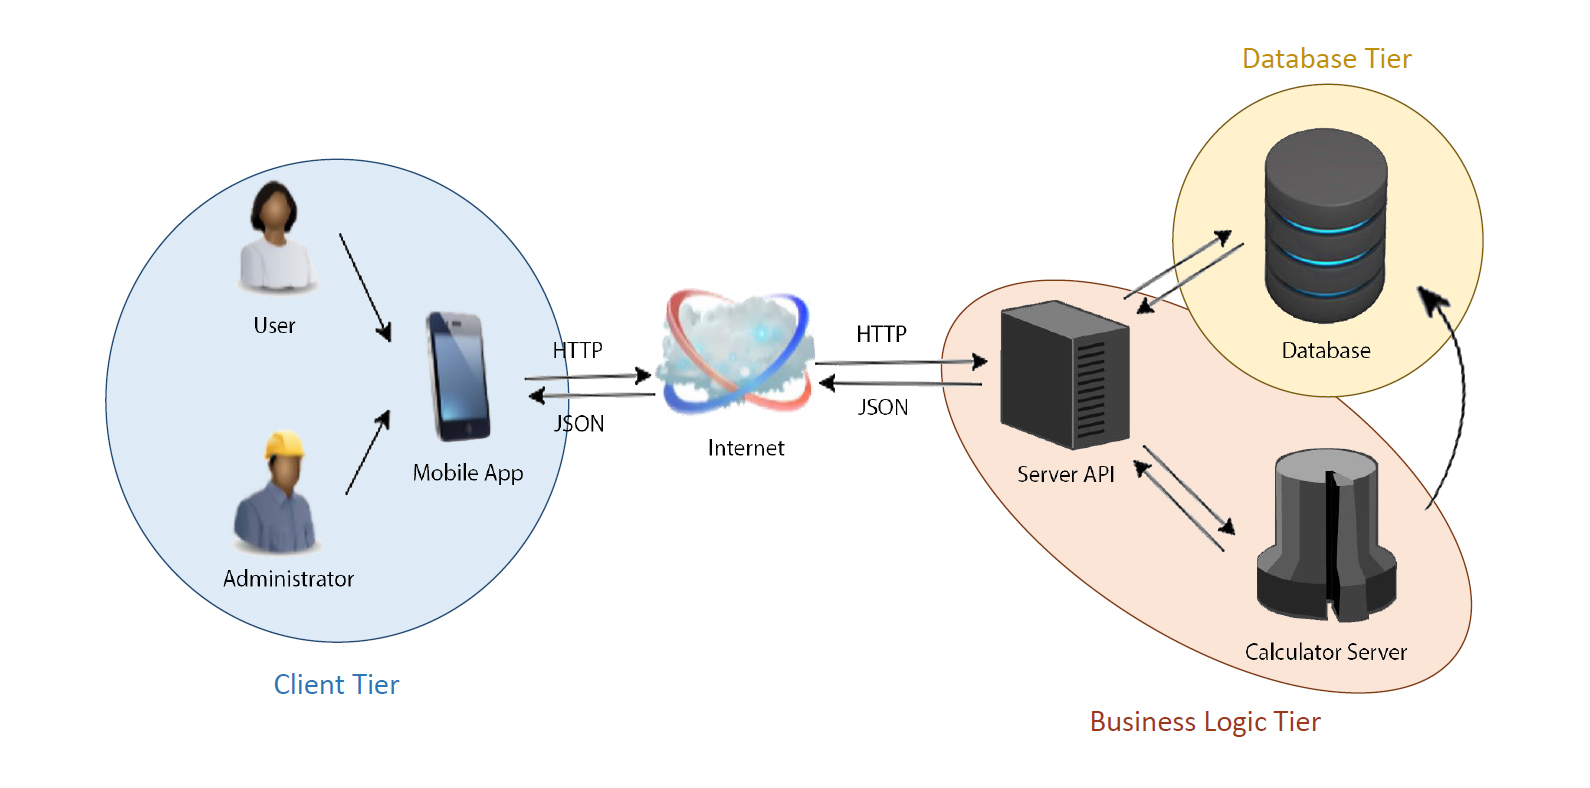 Database Tier
User
HTTP
JSON
Mobile App
Internet
HTTP
JSON
Server API
Database
Administrator
Calculator Server
Client Tier
Business Logic Tier